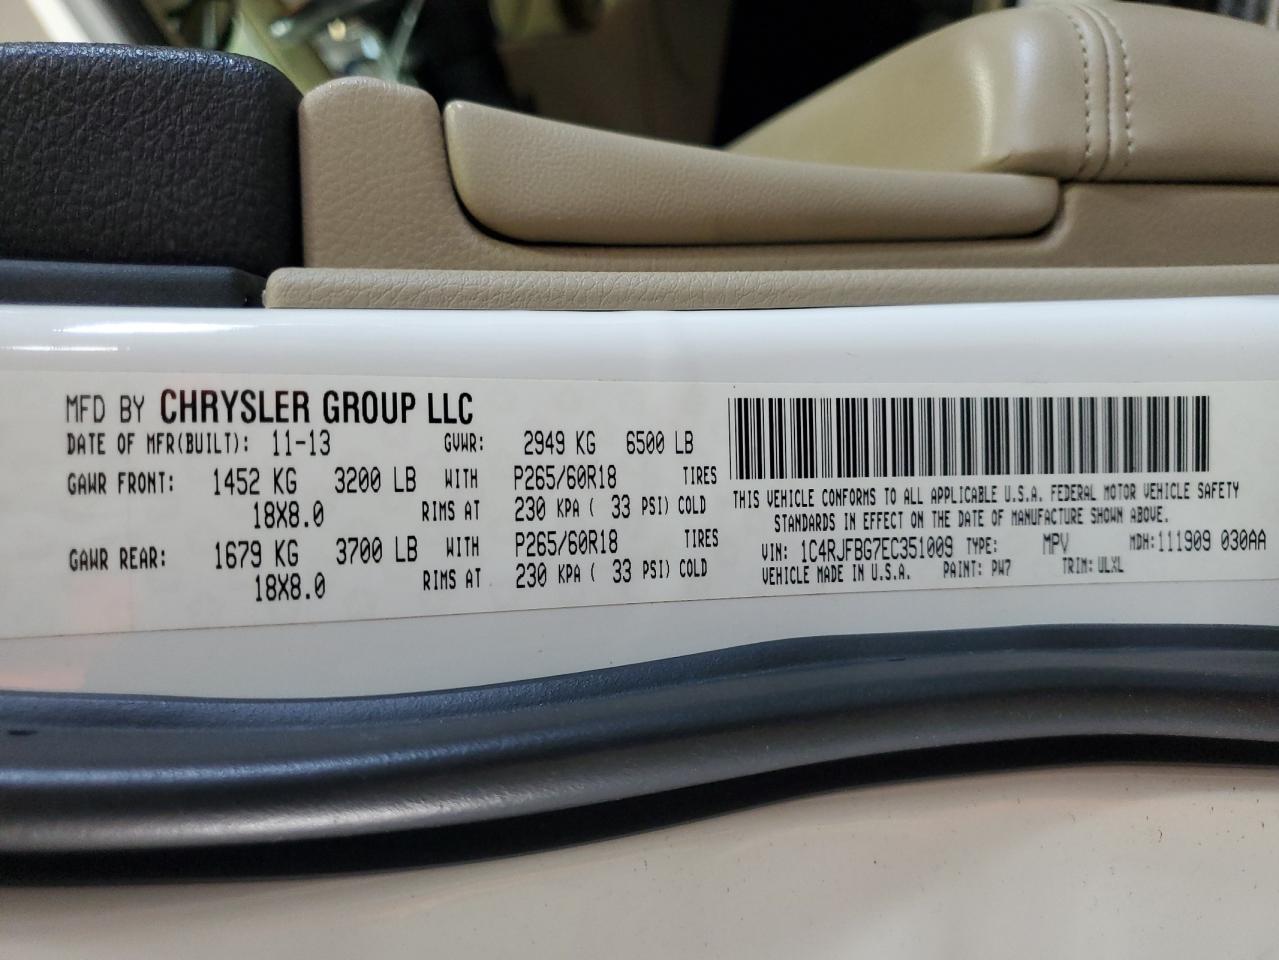 MFD BY CHRYSLER GROUP LLC
DATE OF MFR(BUILT): 11-13 GVWR: 2949 KG 6500 LB
GAWR FRONT: 1452 KG 3200 LB WITH P265/60R18 TIRES
18X8.0 RIMS AT 230 KPA ( 33 PSI) COLD
GAWR REAR: 1679 KG 3700 LB WITH P265/60R18 TIRES
18X8.0 RIMS AT 230 KPA ( 33 PSI) COLD
THIS VEHICLE CONFORMS TO ALL APPLICABLE U.S.A. FEDERAL MOTOR VEHICLE SAFETY
STANDARDS IN EFFECT ON THE DATE OF MANUFACTURE SHOWN ABOVE.
VIN: 1C4RJFBG7EC351009 TYPE: MPV MDH:111909 030AA
VEHICLE MADE IN U.S.A. PAINT: PW7 TRIM: ULXL